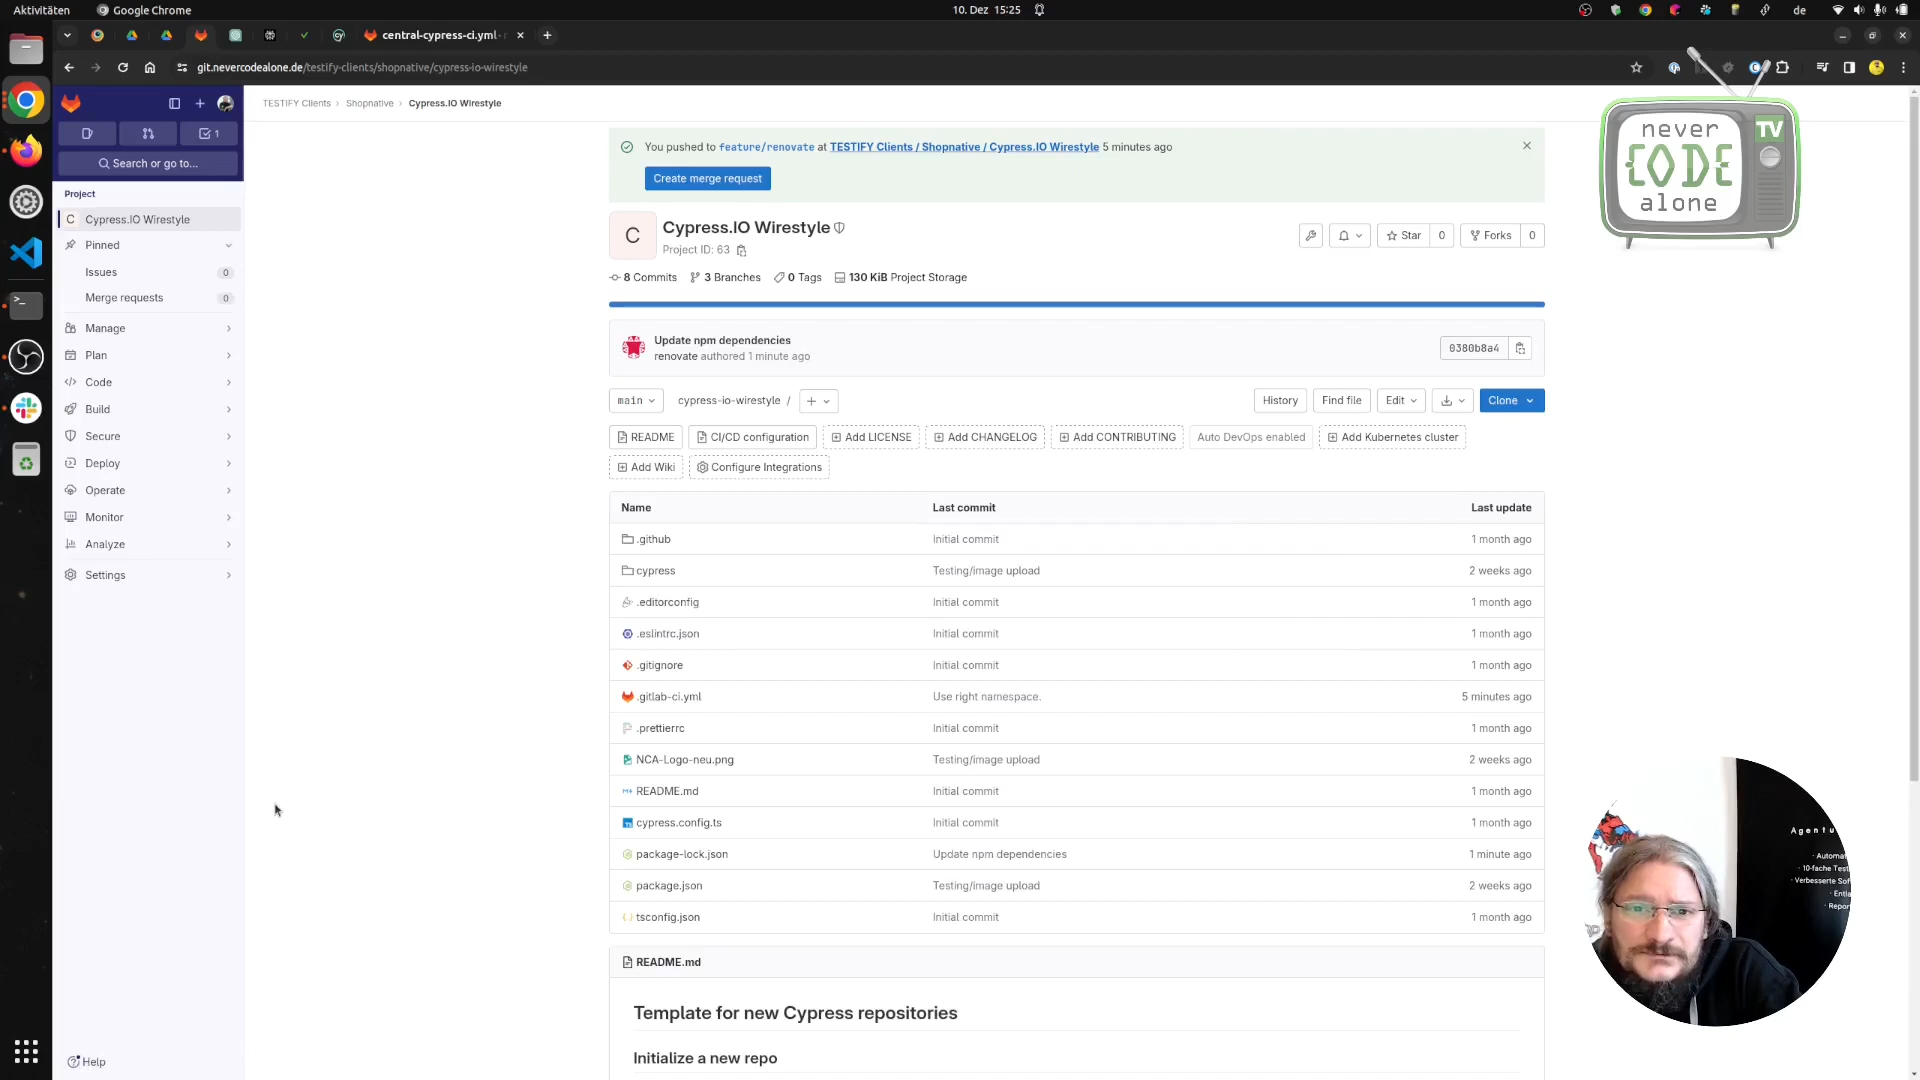 Aktivitäten
Google Chrome
10. Dez 15:25
de
central-cypress-ci.yml
git.nevercodealone.de/testify-clients/shopnative/cypress-io-wirestyle
1
Search or go to...
Project
C Cypress.IO Wirestyle
Pinned
Issues 0
Merge requests 0
Manage
Plan
Code
Build
Secure
Deploy
Operate
Monitor
Analyze
Settings
Help
TESTIFY Clients › Shopnative › Cypress.IO Wirestyle
You pushed to feature/renovate at TESTIFY Clients / Shopnative / Cypress.IO Wirestyle 5 minutes ago
Create merge request
C
Cypress.IO Wirestyle
Project ID: 63
Star 0
Forks 0
8 Commits 3 Branches 0 Tags 130 KiB Project Storage
Update npm dependencies
renovate authored 1 minute ago
0380b8a4
main cypress-io-wirestyle / +
History Find file Edit Clone
README CI/CD configuration Add LICENSE Add CHANGELOG Add CONTRIBUTING Auto DevOps enabled Add Kubernetes cluster
Add Wiki Configure Integrations
Name Last commit Last update
.github Initial commit 1 month ago
cypress Testing/image upload 2 weeks ago
.editorconfig Initial commit 1 month ago
.eslintrc.json Initial commit 1 month ago
.gitignore Initial commit 1 month ago
.gitlab-ci.yml Use right namespace. 5 minutes ago
.prettierrc Initial commit 1 month ago
NCA-Logo-neu.png Testing/image upload 2 weeks ago
README.md Initial commit 1 month ago
cypress.config.ts Initial commit 1 month ago
package-lock.json Update npm dependencies 1 minute ago
package.json Testing/image upload 2 weeks ago
tsconfig.json Initial commit 1 month ago
README.md
Template for new Cypress repositories
Initialize a new repo
never
CODE
alone
TV
Agentu
· Automat
· 10-fache Test
· Verbesserte Sof
· Entla
· Repor